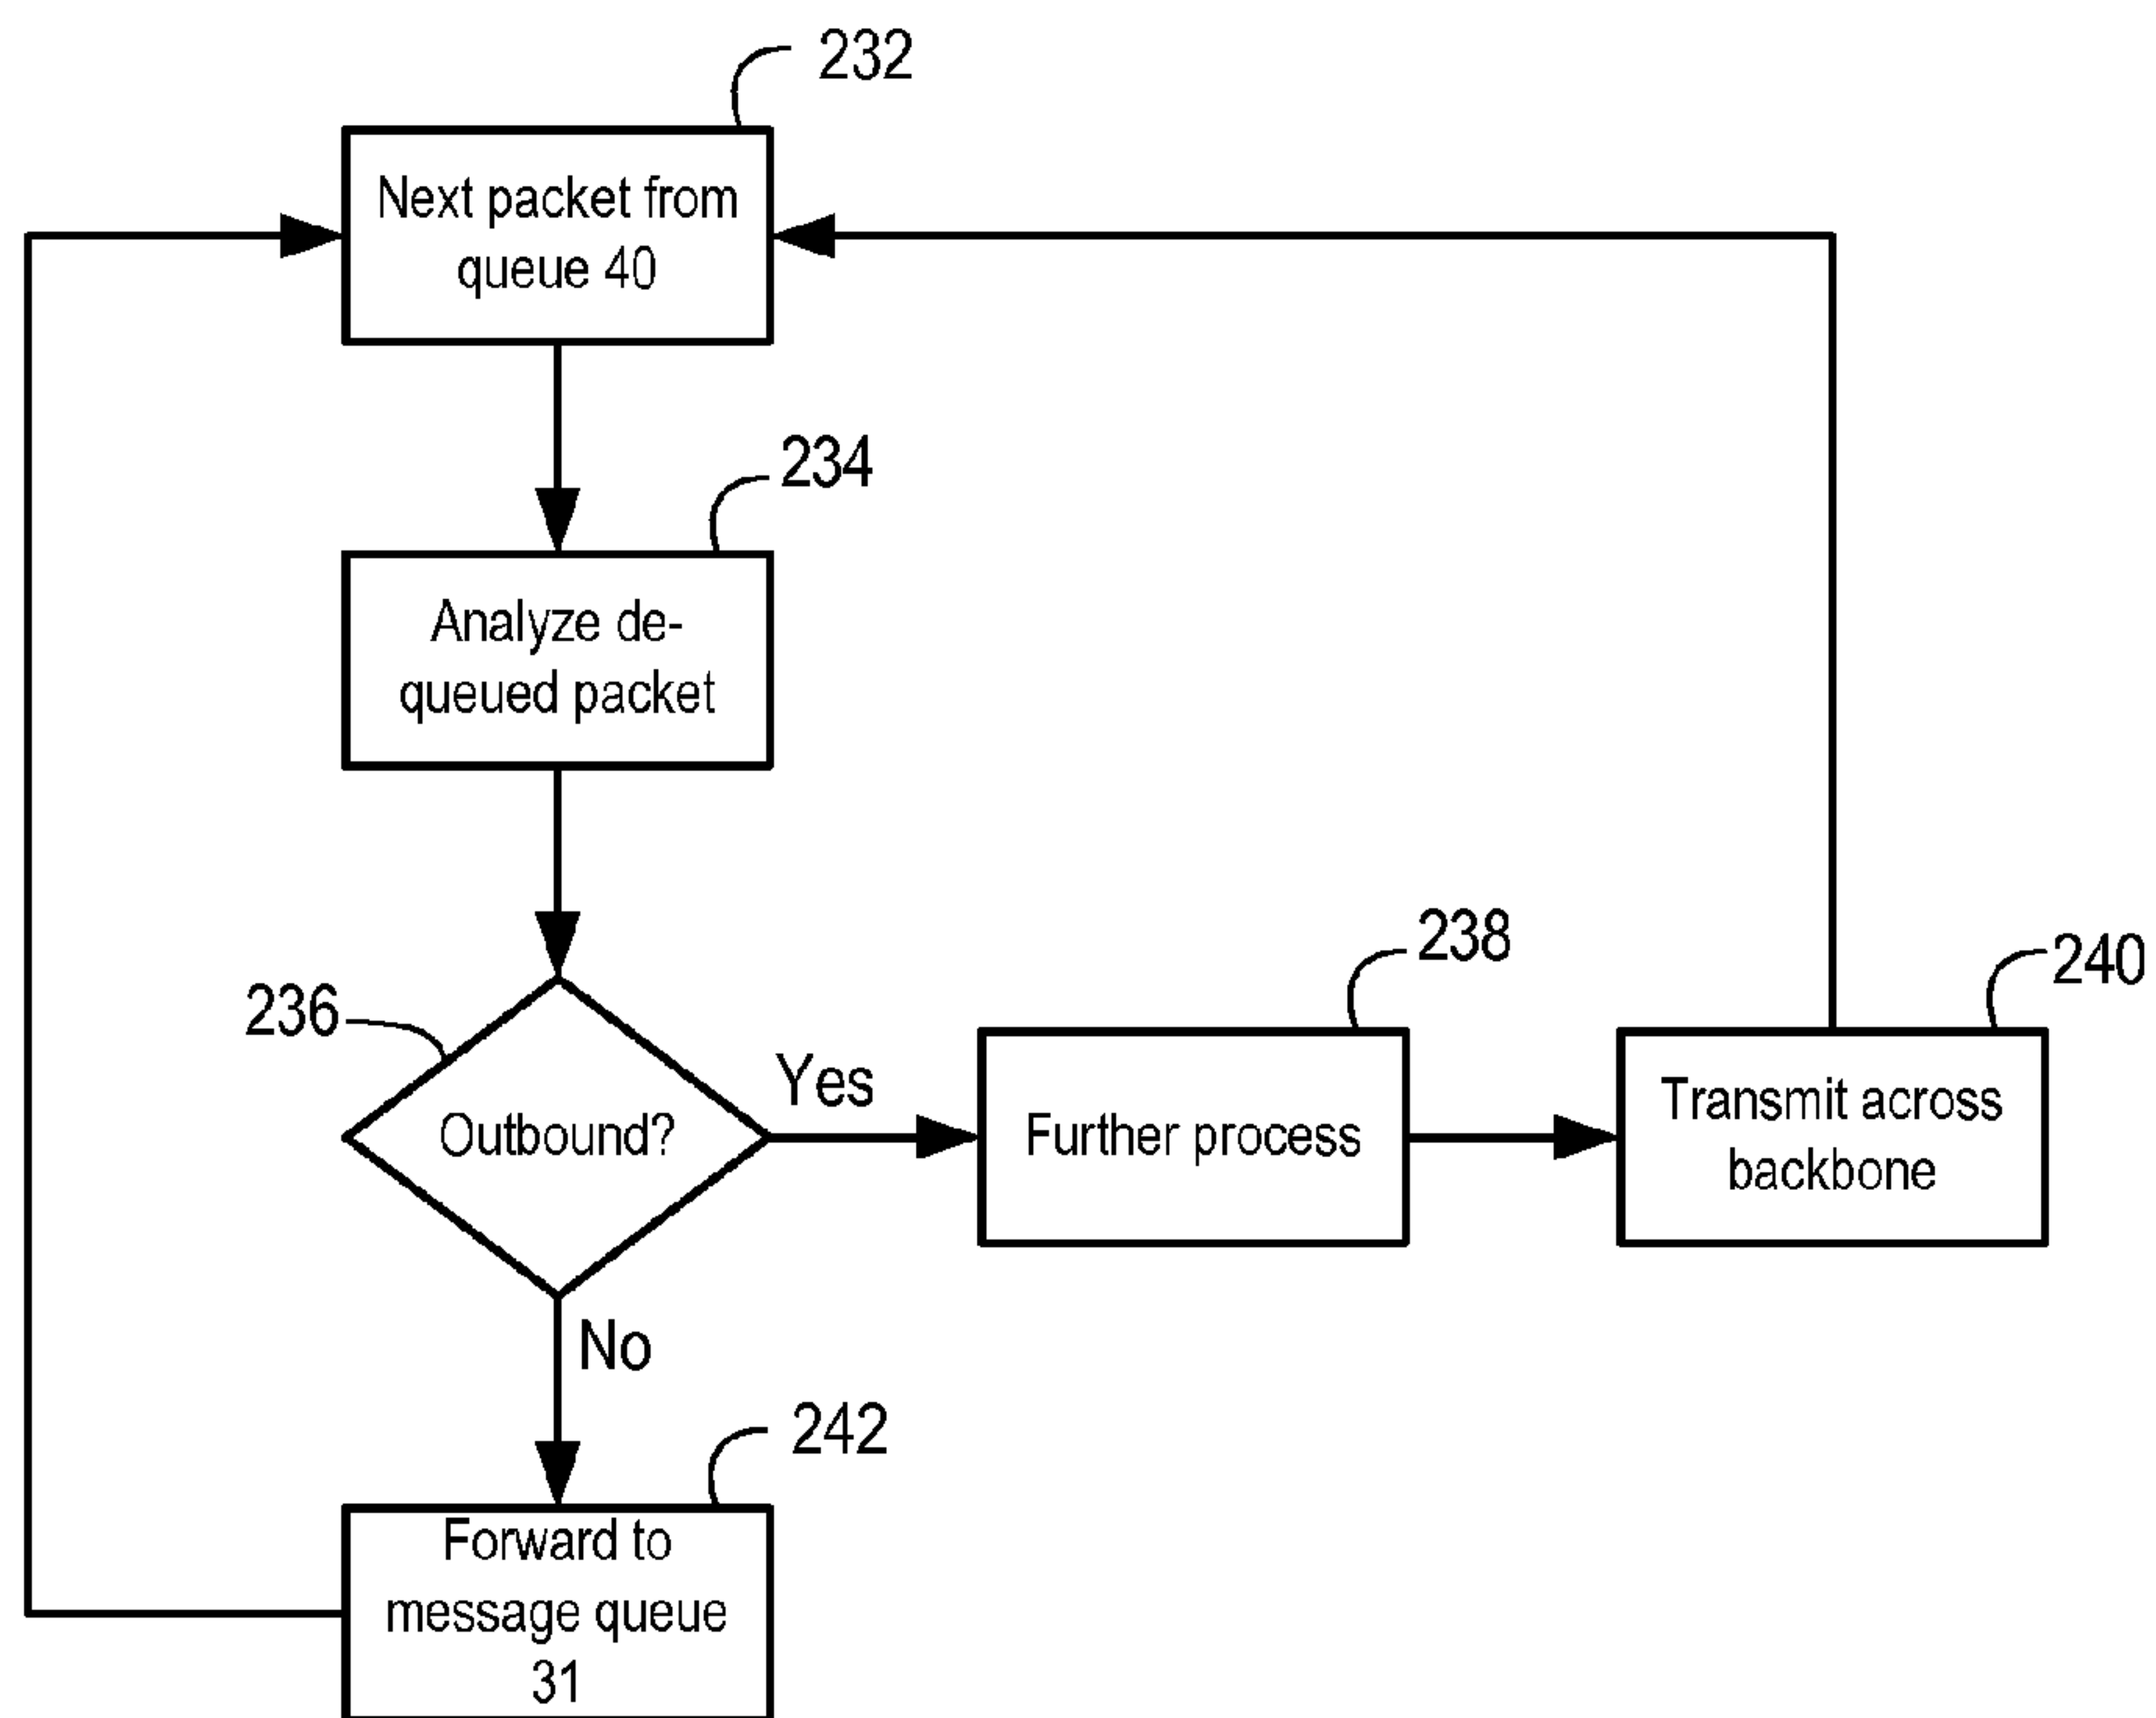 232
Next packet from
queue 40
234
Analyze de-
queued packet
236
Outbound?
Yes
238
Further process
240
Transmit across
backbone
No
242
Forward to
message queue
31